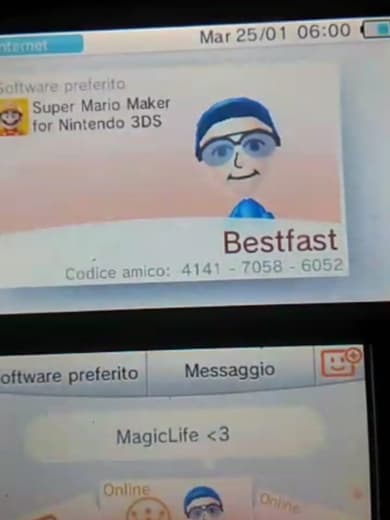 Internet
Mar 25/01 06:00
Software preferito
Super Mario Maker
for Nintendo 3DS
Bestfast
Codice amico: 4141 - 7058 - 6052
oftware preferito
Messaggio
MagicLife <3
Online
Online